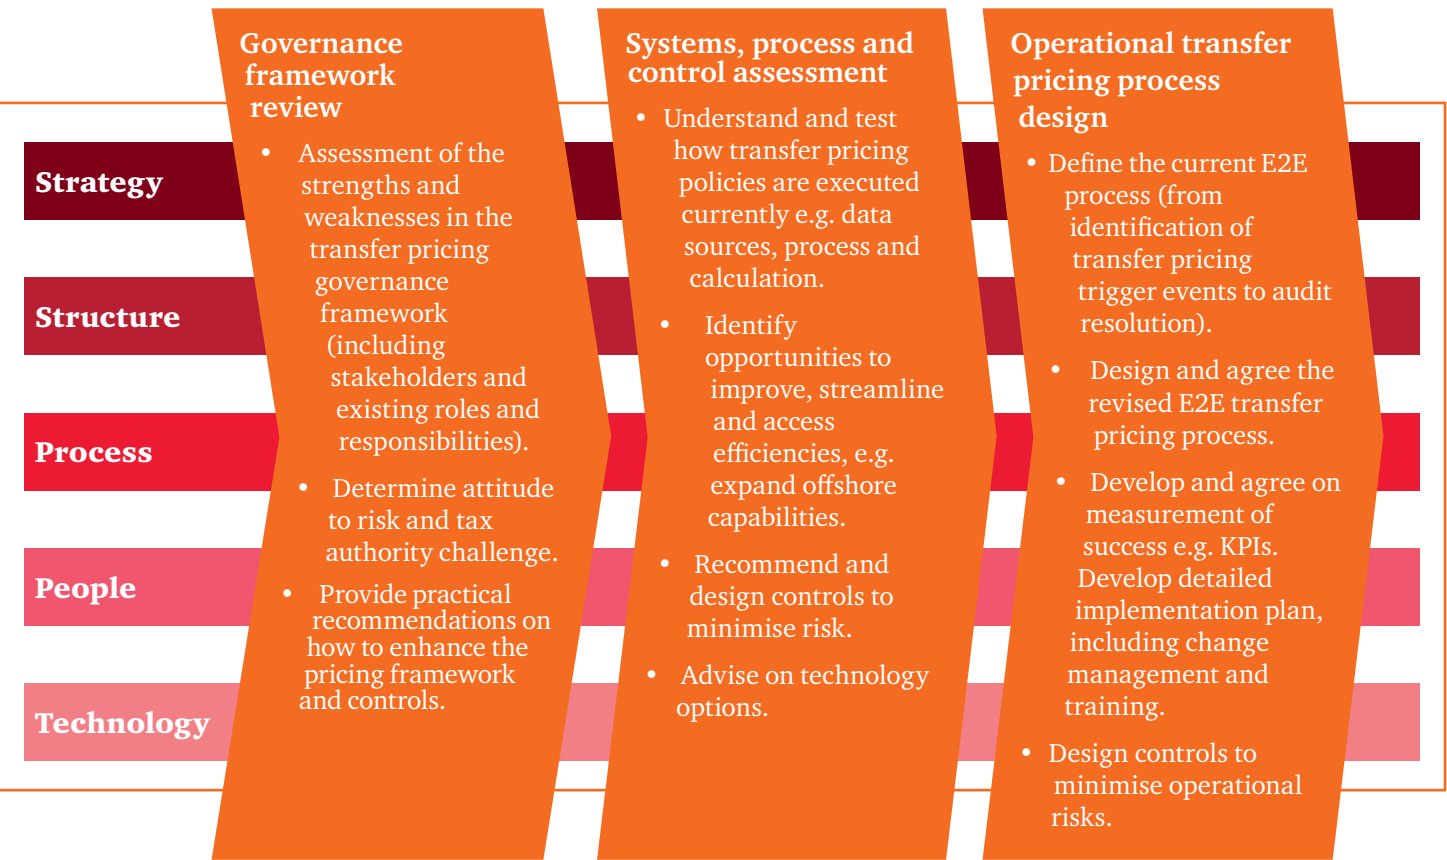 Strategy
Structure
Process
People
Technology
Governance
framework
review
• Assessment of the
strengths and
weaknesses in the
transfer pricing
governance
framework
(including
stakeholders and
existing roles and
responsibilities).
• Determine attitude
to risk and tax
authority challenge.
• Provide practical
recommendations on
how to enhance the
pricing framework
and controls.
Systems, process and
control assessment
• Understand and test
how transfer pricing
policies are executed
currently e.g. data
sources, process and
calculation.
• Identify
opportunities to
improve, streamline
and access
efficiencies, e.g.
expand offshore
capabilities.
• Recommend and
design controls to
minimise risk.
• Advise on technology
options.
Operational transfer
pricing process
design
• Define the current E2E
process (from
identification of
transfer pricing
trigger events to audit
resolution).
• Design and agree the
revised E2E transfer
pricing process.
• Develop and agree on
measurement of
success e.g. KPIs.
Develop detailed
implementation plan,
including change
management and
training.
• Design controls to
minimise operational
risks.